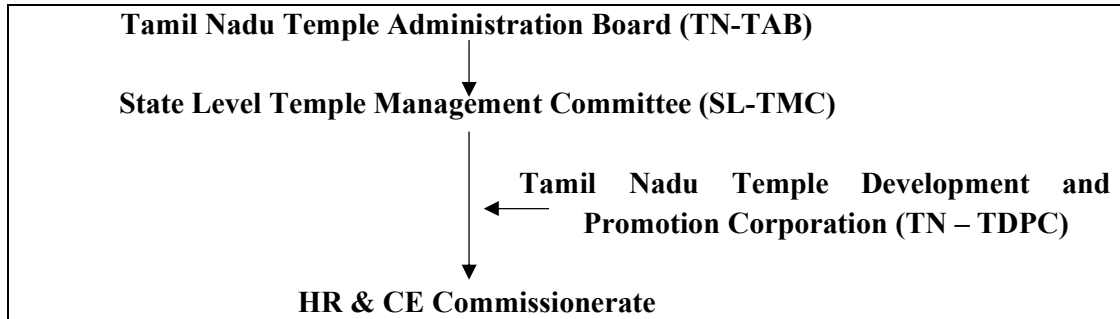 Tamil Nadu Temple Administration Board (TN-TAB)
State Level Temple Management Committee (SL-TMC)
Tamil Nadu Temple Development and
Promotion Corporation (TN – TDPC)
HR & CE Commissionerate